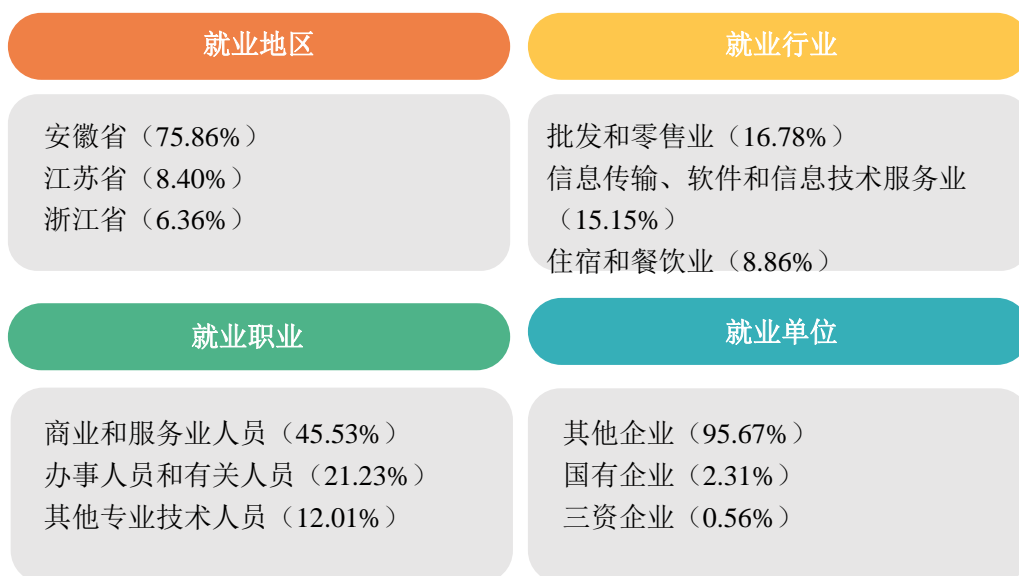 就业地区
安徽省（75.86%）
江苏省（8.40%）
浙江省（6.36%）
就业行业
批发和零售业（16.78%）
信息传输、软件和信息技术服务业
（15.15%）
住宿和餐饮业（8.86%）
就业职业
商业和服务业人员（45.53%）
办事人员和有关人员（21.23%）
其他专业技术人员（12.01%）
就业单位
其他企业（95.67%）
国有企业（2.31%）
三资企业（0.56%）